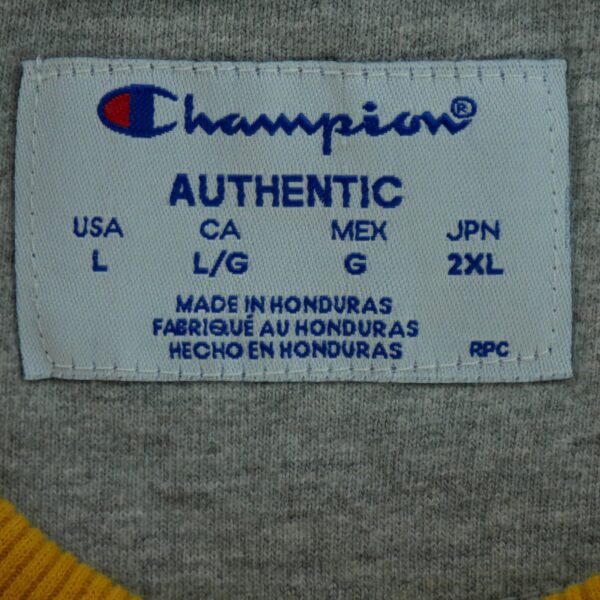 Champion®
AUTHENTIC
USA CA MEX JPN
L L/G G 2XL
MADE IN HONDURAS
FABRIQUÉ AU HONDURAS
HECHO EN HONDURAS RPC